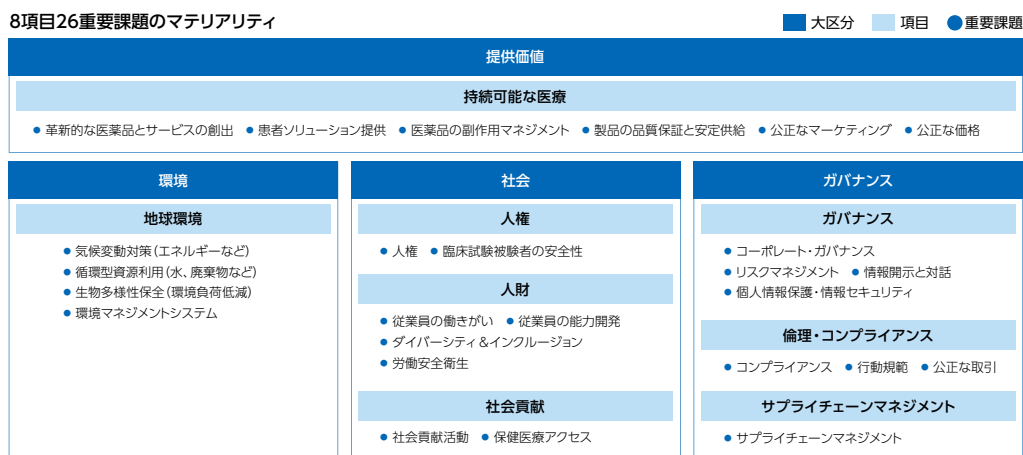 8項目26重要課題のマテリアリティ
大区分 項目 ●重要課題
提供価値
持続可能な医療
● 革新的な医薬品とサービスの創出 ● 患者ソリューション提供 ● 医薬品の副作用マネジメント ● 製品の品質保証と安定供給 ● 公正なマーケティング ● 公正な価格
環境
地球環境
● 気候変動対策（エネルギーなど）
● 循環型資源利用（水、廃棄物など）
● 生物多様性保全（環境負荷低減）
● 環境マネジメントシステム
社会
人権
● 人権 ● 臨床試験被験者の安全性
人財
● 従業員の働きがい ● 従業員の能力開発
● ダイバーシティ＆インクルージョン
● 労働安全衛生
社会貢献
● 社会貢献活動 ● 保健医療アクセス
ガバナンス
ガバナンス
● コーポレート・ガバナンス
● リスクマネジメント ● 情報開示と対話
● 個人情報保護・情報セキュリティ
倫理・コンプライアンス
● コンプライアンス ● 行動規範 ● 公正な取引
サプライチェーンマネジメント
● サプライチェーンマネジメント